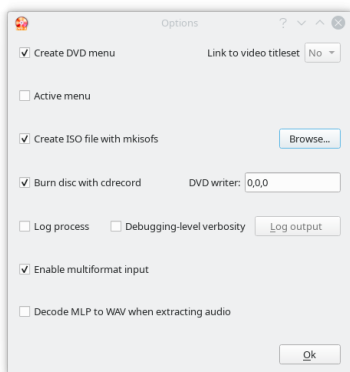 Options
Create DVD menu Link to video titleset No
Active menu
Create ISO file with mkisofs Browse...
Burn disc with cdrecord DVD writer: 0,0,0
Log process Debugging-level verbosity Log output
Enable multiformat input
Decode MLP to WAV when extracting audio
Ok